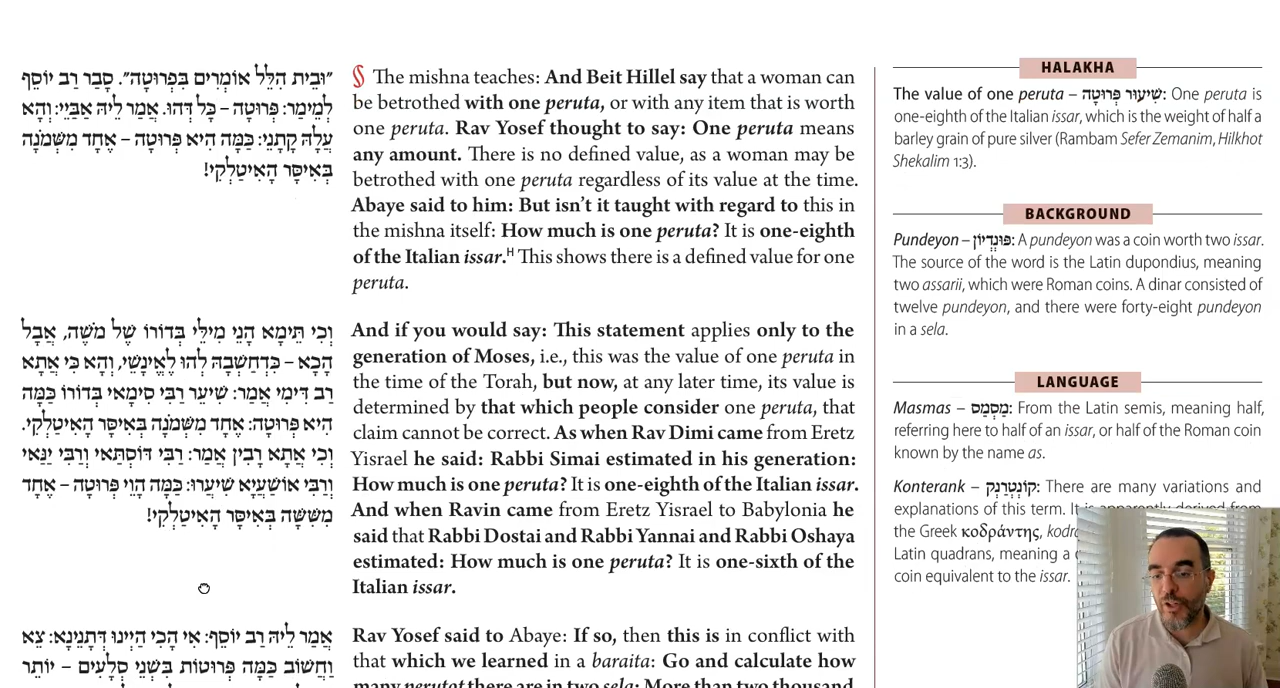 ״וּבֵית הִלֵּל אוֹמְרִים בִּפְרוּטָה״. סָבַר רַב יוֹסֵף
לְמֵימַר: פְּרוּטָה – כׇּל דְּהוּ. אֲמַר לֵיהּ אַבָּיֵי: וְהָא
עֲלַהּ קָתָנֵי: כַּמָּה הִיא פְּרוּטָה – אֶחָד מִשְּׁמֹנָה
בְּאִיסָּר הָאִיטַלְקִי!
וְכִי תֵּימָא הָנֵי מִילֵּי בְּדוֹרוֹ שֶׁל מֹשֶׁה, אֲבָל
הָכָא – כִּדְחַשְׁבָהּ לְהוּ לְאִינָשֵׁי, וְהָא כִּי אֲתָא
רַב דִּימִי אָמַר: שִׁיעֵר רַבִּי סִימַאי בְּדוֹרוֹ כַּמָּה
הִיא פְּרוּטָה: אֶחָד מִשְּׁמֹנָה בְּאִיסָּר הָאִיטַלְקִי.
וְכִי אֲתָא רָבִין אָמַר: רַבִּי דּוֹסְתַּאי וְרַבִּי יַנַּאי
וְרַבִּי אוֹשַׁעְיָא שִׁיעֲרוּ: כַּמָּה הָוֵי פְּרוּטָה – אֶחָד
מִשִּׁשָּׁה בְּאִיסָּר הָאִיטַלְקִי!
אֲמַר לֵיהּ רַב יוֹסֵף: אִי הָכִי הַיְינוּ דְּתָנֵינָא: צֵא
וַחֲשׁוֹב כַּמָּה פְּרוּטוֹת בִּשְׁנֵי סְלָעִים – יוֹתֵר
The mishna teaches: And Beit Hillel say that a woman can
be betrothed with one peruta, or with any item that is worth
one peruta. Rav Yosef thought to say: One peruta means
any amount. There is no defined value, as a woman may be
betrothed with one peruta regardless of its value at the time.
Abaye said to him: But isn't it taught with regard to this in
the mishna itself: How much is one peruta? It is one-eighth
of the Italian issar.ᴴ This shows there is a defined value for one
peruta.
And if you would say: This statement applies only to the
generation of Moses, i.e., this was the value of one peruta in
the time of the Torah, but now, at any later time, its value is
determined by that which people consider one peruta, that
claim cannot be correct. As when Rav Dimi came from Eretz
Yisrael he said: Rabbi Simai estimated in his generation:
How much is one peruta? It is one-eighth of the Italian issar.
And when Ravin came from Eretz Yisrael to Babylonia he
said that Rabbi Dostai and Rabbi Yannai and Rabbi Oshaya
estimated: How much is one peruta? It is one-sixth of the
Italian issar.
Rav Yosef said to Abaye: If so, then this is in conflict with
that which we learned in a baraita: Go and calculate how
many perutot there are in two sela: More than two thousand
HALAKHA
The value of one peruta – שִׁיעוּר פְּרוּטָה: One peruta is
one-eighth of the Italian issar, which is the weight of half a
barley grain of pure silver (Rambam Sefer Zemanim, Hilkhot
Shekalim 1:3).
BACKGROUND
Pundeyon – פּוּנְדְיוֹן: A pundeyon was a coin worth two issar.
The source of the word is the Latin dupondius, meaning
two assarii, which were Roman coins. A dinar consisted of
twelve pundeyon, and there were forty-eight pundeyon
in a sela.
LANGUAGE
Masmas – מַסְמַס: From the Latin semis, meaning half,
referring here to half of an issar, or half of the Roman coin
known by the name as.
Konterank – קוֹנְטְרַנְק: There are many variations and
explanations of this term. It is apparently derived from
the Greek κοδράντης,
Latin quadrans, meaning a
coin equivalent to the issar.